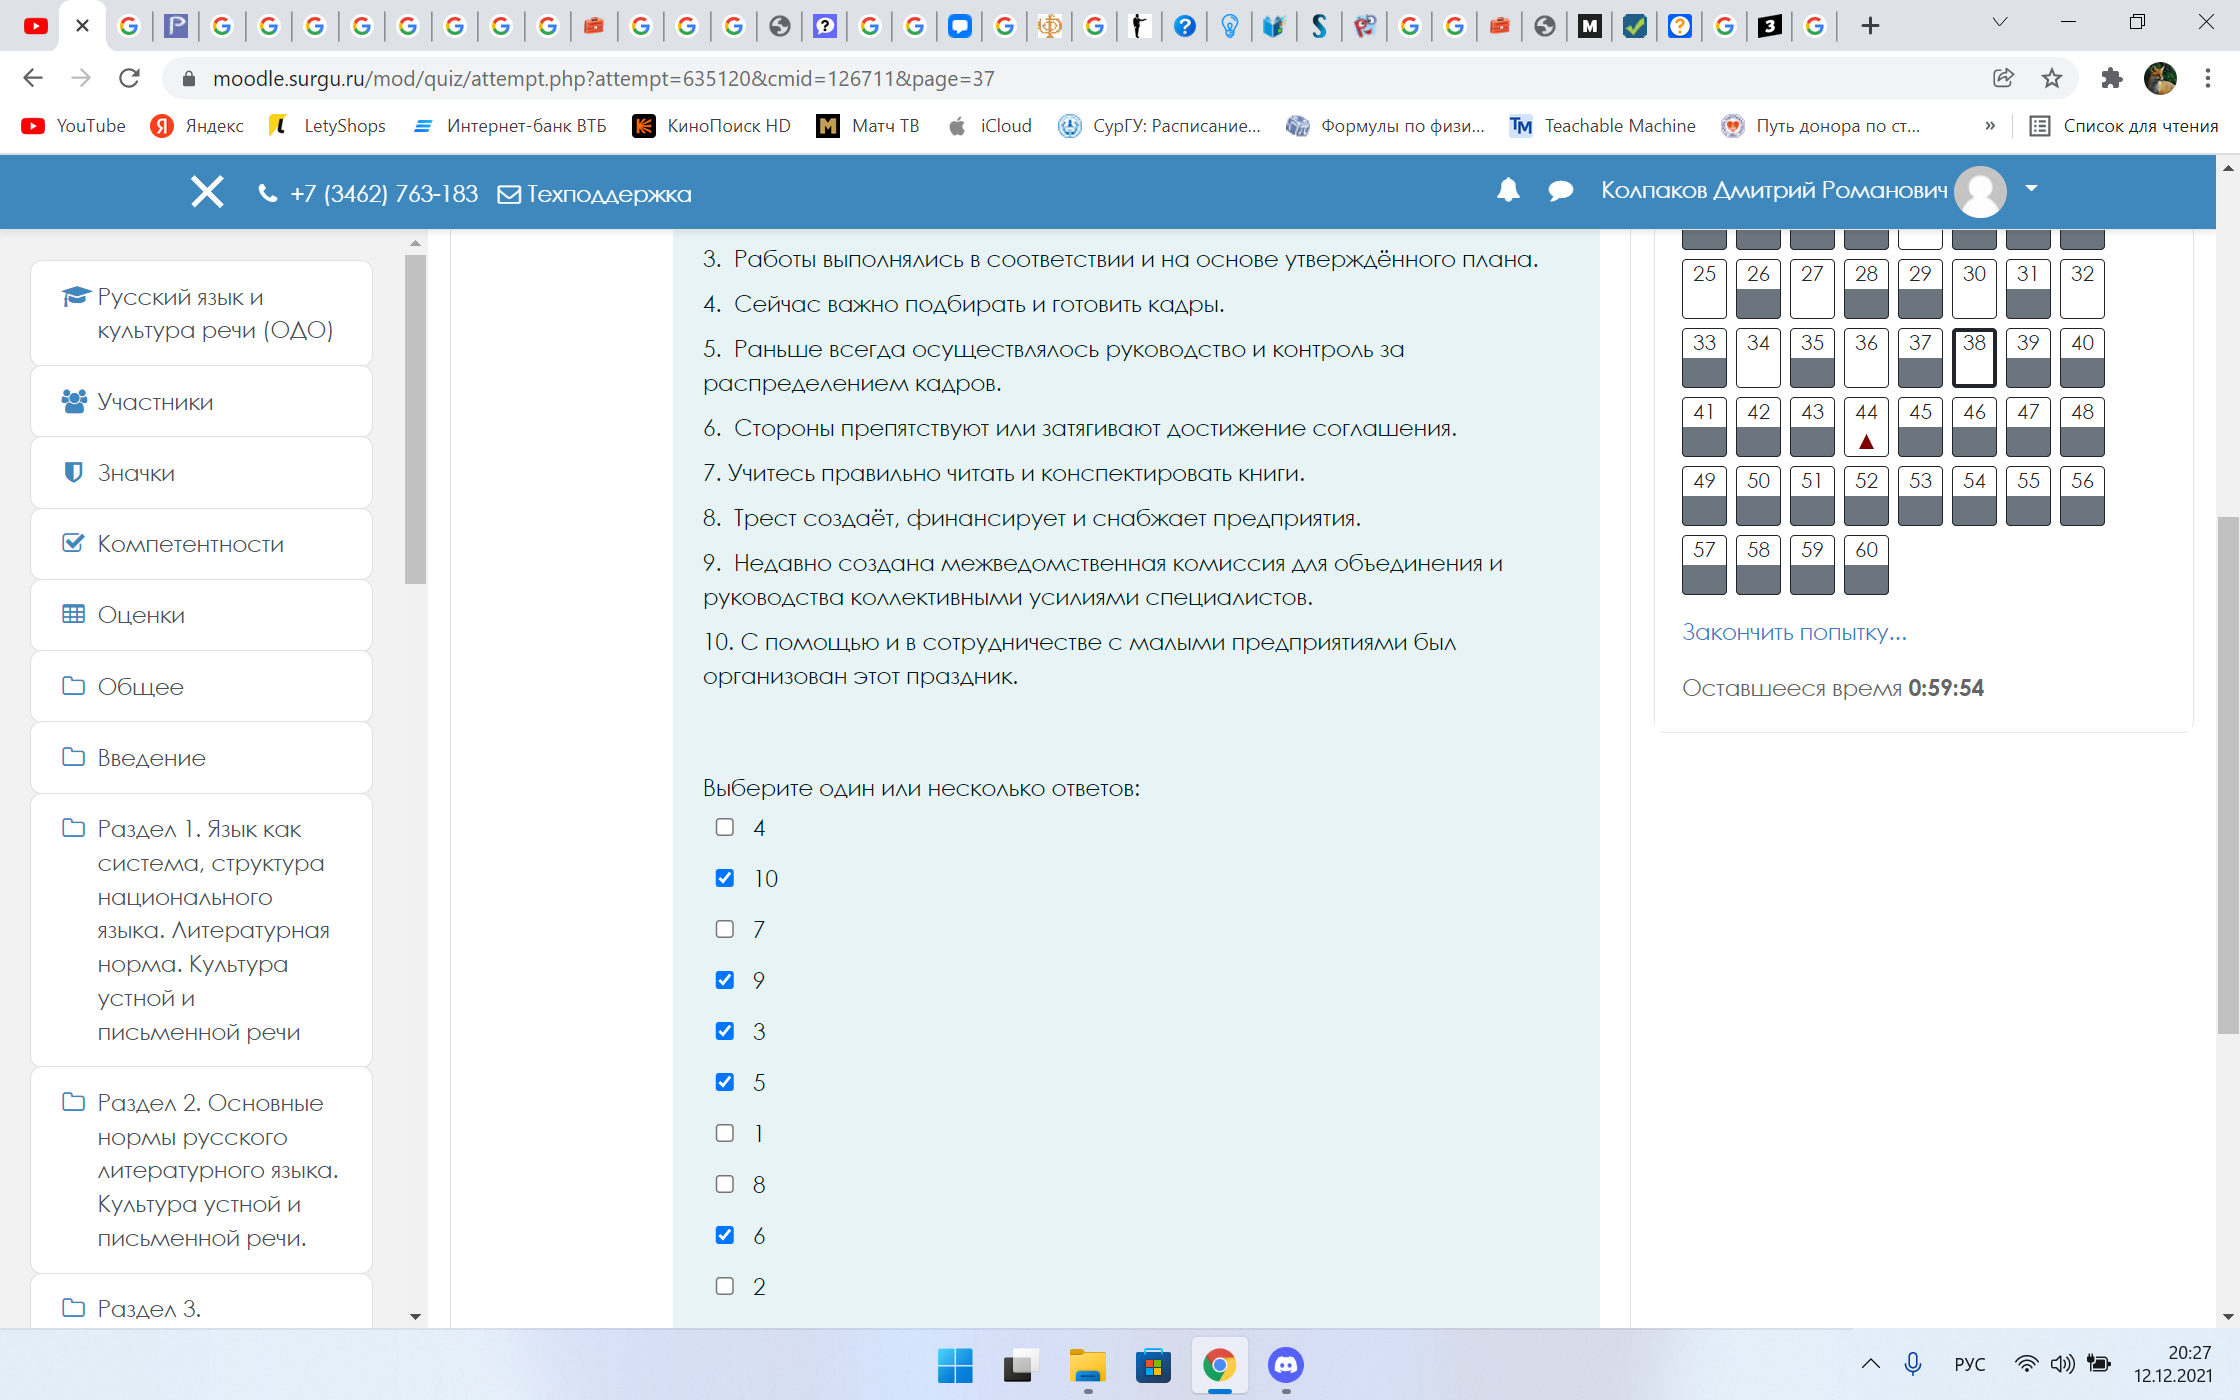 moodle.surgu.ru/mod/quiz/attempt.php?attempt=635120&cmid=126711&page=37
YouTube
Яндекс
LetyShops
Интернет-банк ВТБ
КиноПоиск HD
Матч ТВ
iCloud
СурГУ: Расписание...
Формулы по физи...
Teachable Machine
Путь донора по ст...
»
Список для чтения
+7 (3462) 763-183
Техподдержка
Колпаков Дмитрий Романович
Русский язык и
культура речи (ОДО)
Участники
Значки
Компетентности
Оценки
Общее
Введение
Раздел 1. Язык как
система, структура
национального
языка. Литературная
норма. Культура
устной и
письменной речи
Раздел 2. Основные
нормы русского
литературного языка.
Культура устной и
письменной речи.
Раздел 3.
3. Работы выполнялись в соответствии и на основе утверждённого плана.
4. Сейчас важно подбирать и готовить кадры.
5. Раньше всегда осуществлялось руководство и контроль за
распределением кадров.
6. Стороны препятствуют или затягивают достижение соглашения.
7. Учитесь правильно читать и конспектировать книги.
8. Трест создаёт, финансирует и снабжает предприятия.
9. Недавно создана межведомственная комиссия для объединения и
руководства коллективными усилиями специалистов.
10. С помощью и в сотрудничестве с малыми предприятиями был
организован этот праздник.
Выберите один или несколько ответов:
4
10
7
9
3
5
1
8
6
2
25 26 27 28 29 30 31 32
33 34 35 36 37 38 39 40
41 42 43 44 45 46 47 48
49 50 51 52 53 54 55 56
57 58 59 60
Закончить попытку...
Оставшееся время 0:59:54
РУС
20:27
12.12.2021